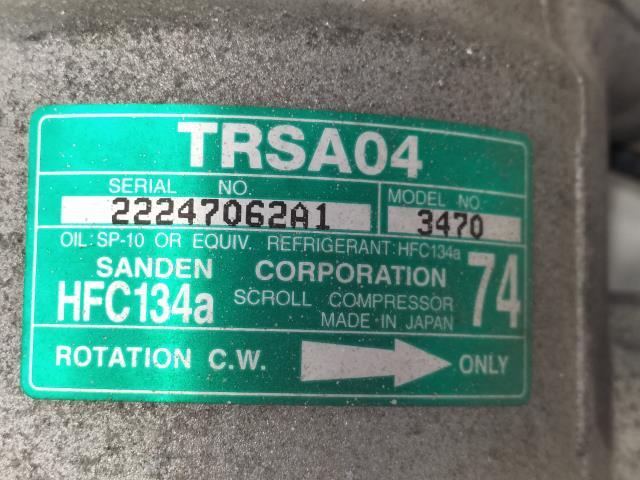 TRSA04
SERIAL NO.
MODEL NO.
22247062A1
3470
OIL:SP-10 OR EQUIV. REFRIGERANT:HFC134a
SANDEN CORPORATION
74
HFC134a
SCROLL COMPRESSOR
MADE IN JAPAN
ROTATION C.W.
ONLY